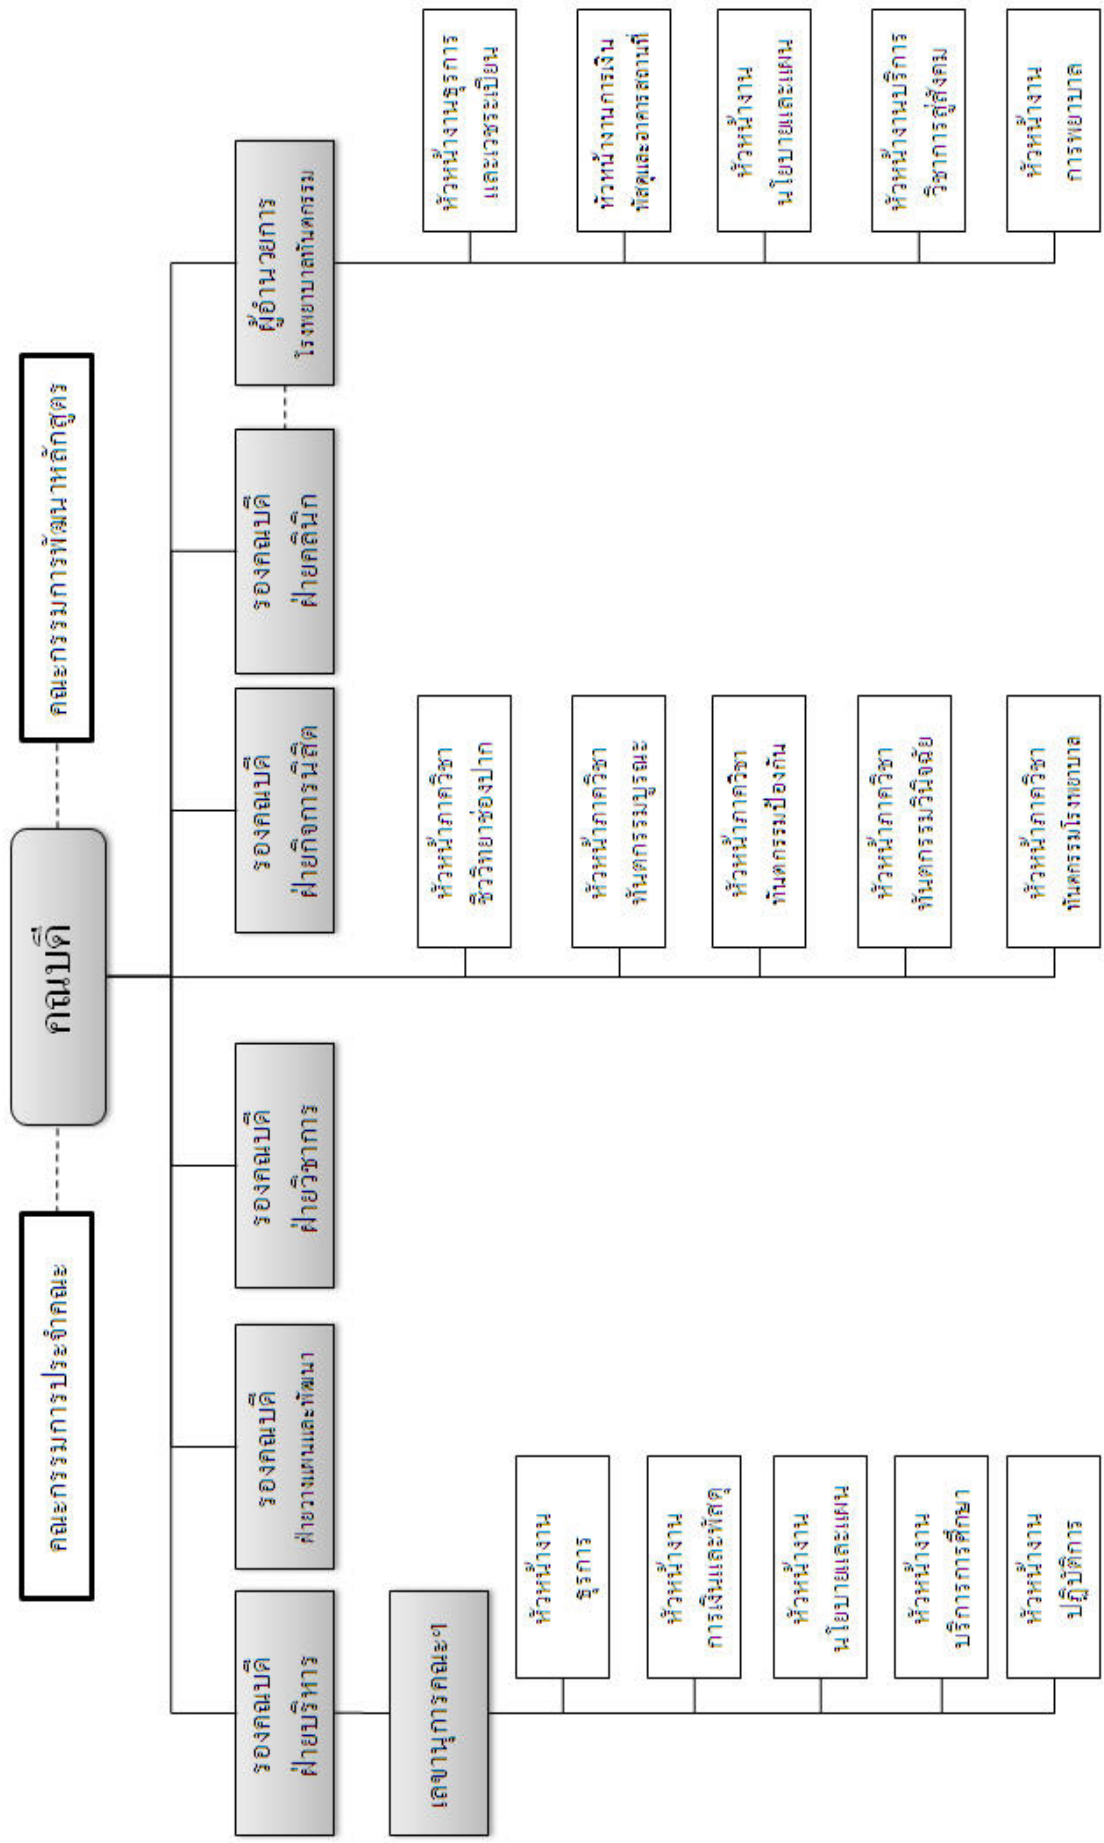 คณบดี
คณะกรรมการประจำคณะ
คณะกรรมการพัฒนาหลักสูตร
รองคณบดี
ฝ่ายบริหาร
รองคณบดี
ฝ่ายวางแผนและพัฒนา
รองคณบดี
ฝ่ายวิชาการ
รองคณบดี
ฝ่ายกิจการนิสิต
รองคณบดี
ฝ่ายคลินิก
ผู้อำนวยการ
โรงพยาบาลทันตกรรม
เลขานุการคณะฯ
หัวหน้างาน
ธุรการ
หัวหน้างาน
การเงินและพัสดุ
หัวหน้างาน
นโยบายและแผน
หัวหน้างาน
บริการการศึกษา
หัวหน้างาน
ปฏิบัติการ
หัวหน้าภาควิชา
ชีววิทยาช่องปาก
หัวหน้าภาควิชา
ทันตกรรมบูรณะ
หัวหน้าภาควิชา
ทันตกรรมป้องกัน
หัวหน้าภาควิชา
ทันตกรรมวินิจฉัย
หัวหน้าภาควิชา
ทันตกรรมโรงพยาบาล
หัวหน้างานธุรการ
และเวชระเบียน
หัวหน้างานการเงิน
พัสดุและอาคารสถานที่
หัวหน้างาน
นโยบายและแผน
หัวหน้างานบริการ
วิชาการสู่สังคม
หัวหน้างาน
การพยาบาล